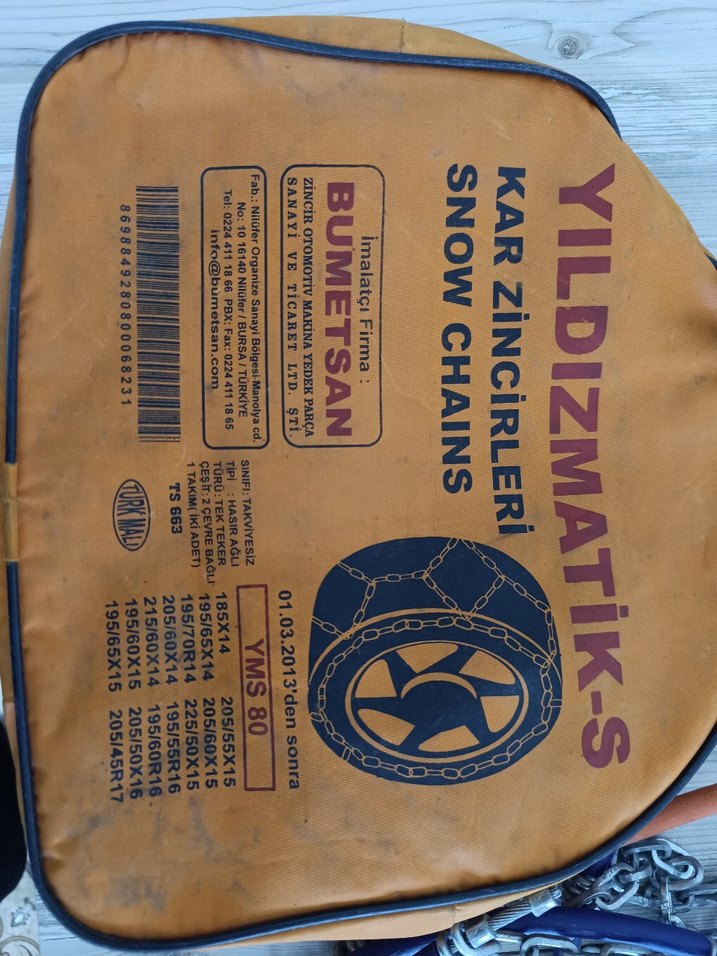 YILDIZMATİK-S
KAR ZİNCİRLERİ
SNOW CHAINS
İmalatçı Firma :
BUMETSAN
ZİNCİR OTOMOTİV MAKİNA YEDEK PARÇA
SANAYİ VE TİCARET LTD. ŞTİ.
Fab.: Nilüfer Organize Sanayi Bölgesi Manolya cd.
No: 10 16140 Nilüfer / BURSA / TÜRKİYE
Tel: 0224 411 18 66 PBX: Fax: 0224 411 18 65
info@bumetsan.com
8698849280800068231
01.03.2013'den sonra
YMS 80
185X14 205/55X15
195/65X14 205/60X15
195/70R14 225/50X15
205/60X14 195/55R16
215/60X14 195/60R16
195/60X15 205/50X16
195/65X15 205/45R17
SINIFI: TAKVİYESİZ
TİPİ : HASIR AĞLI
TÜRÜ: TEK TEKER
ÇEŞİT: 2 ÇEVRE BAĞLI
1 TAKIM( İKİ ADET)
TS 663
TÜRK MALI